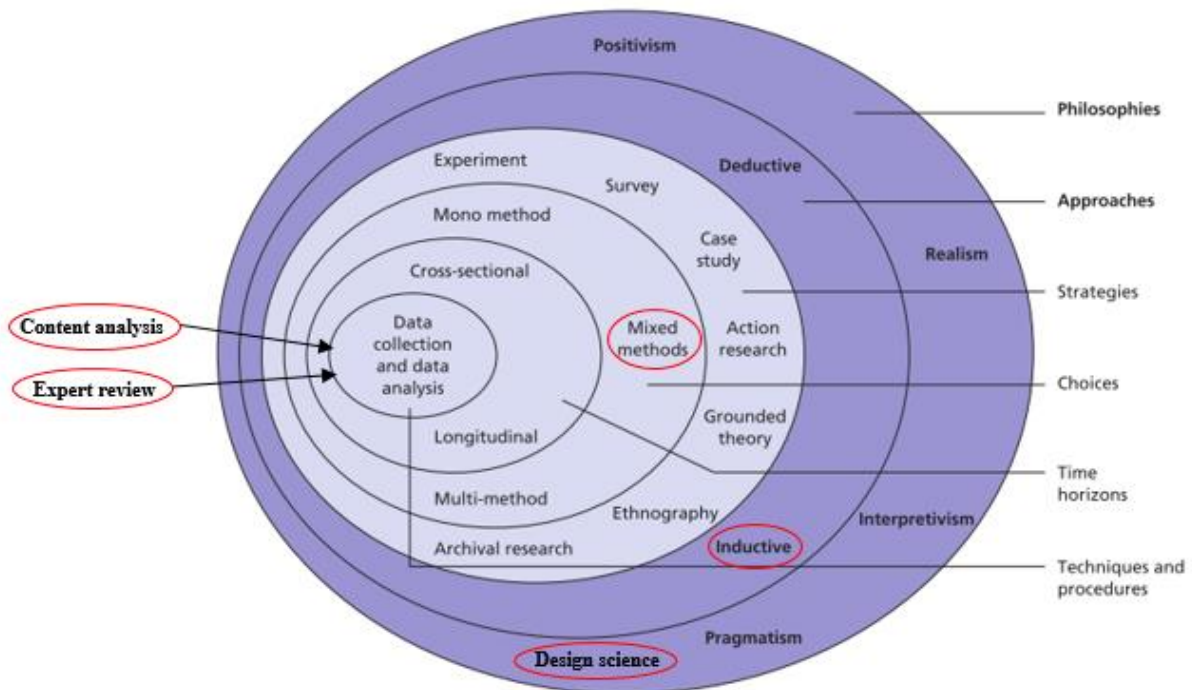 Positivism
Philosophies
Experiment
Deductive
Survey
Approaches
Mono method
Case
study
Realism
Cross-sectional
Strategies
Content analysis
Data
collection
and data
analysis
Mixed
methods
Action
research
Expert review
Choices
Grounded
theory
Longitudinal
Time
horizons
Multi-method
Ethnography
Interpretivism
Archival research
Inductive
Techniques and
procedures
Pragmatism
Design science